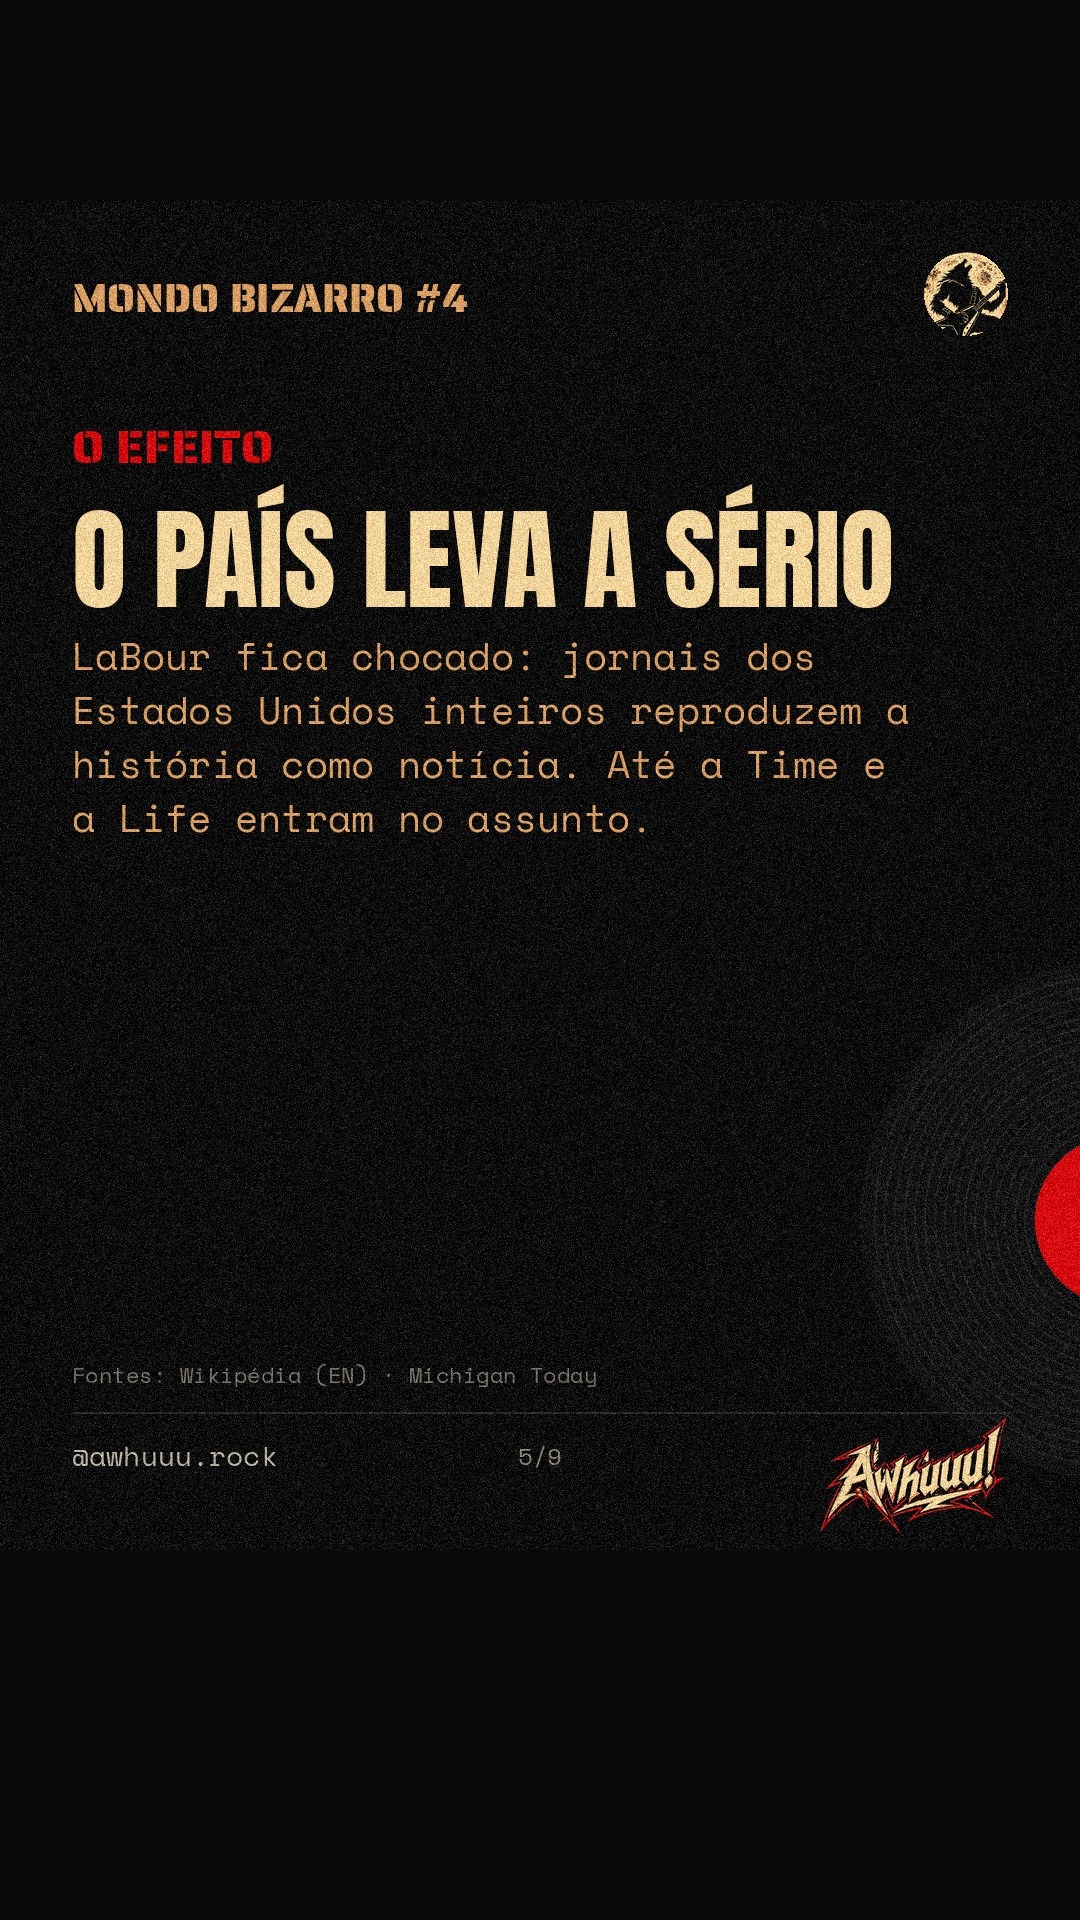 MONDO BIZARRO #4
O EFEITO
O PAÍS LEVA A SÉRIO
LaBour fica chocado: jornais dos
Estados Unidos inteiros reproduzem a
história como notícia. Até a Time e
a Life entram no assunto.
Fontes: Wikipédia (EN) · Michigan Today
@awhuuu.rock
5/9
Awhuuu!